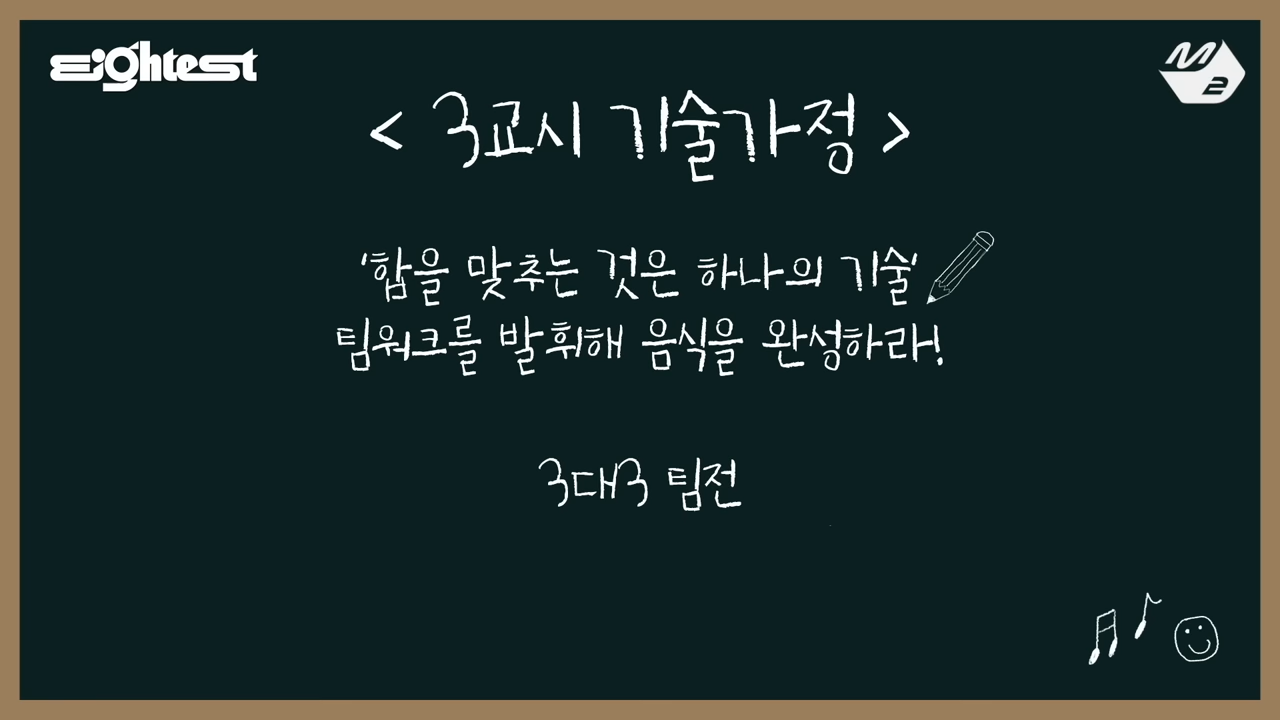 eightest
M2
< 3교시 기술가정 >
'합을 맞추는 것은 하나의 기술'
팀워크를 발휘해 음식을 완성하라!
3대3 팀전